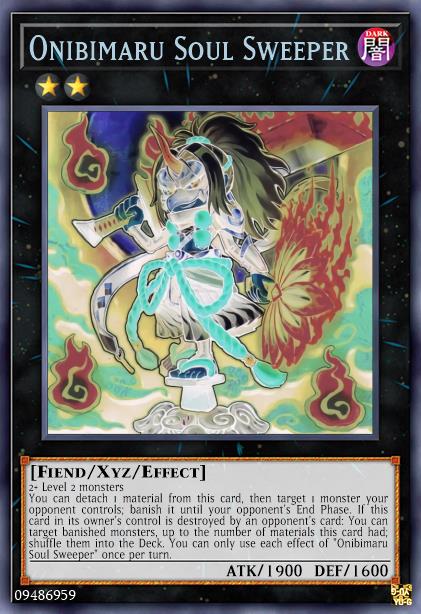 ONIBIMARU SOUL SWEEPER
DARK
闇
[FIEND/XYZ/EFFECT]
2+ Level 2 monsters
You can detach 1 material from this card, then target 1 monster your
opponent controls; banish it until your opponent's End Phase. If this
card in its owner's control is destroyed by an opponent's card: You can
target banished monsters, up to the number of materials this card had;
shuffle them into the Deck. You can only use each effect of "Onibimaru
Soul Sweeper" once per turn.
ATK/1900 DEF/1600
09486959